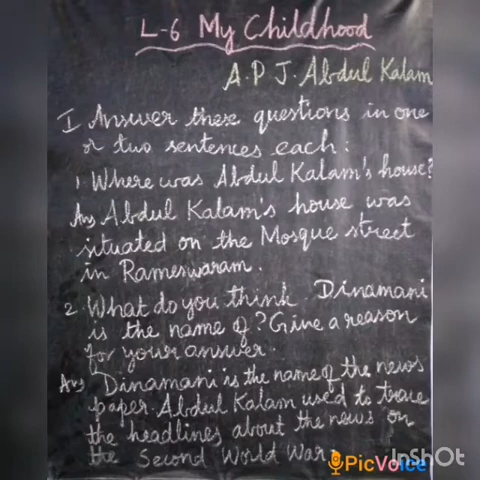 L-6 My Childhood
A.P.J. Abdul Kalam
I Answer these questions in one
or two sentences each:
1 Where was Abdul Kalam's house?
Ans Abdul Kalam's house was
situated on the Mosque street
in Rameswaram.
2. What do you think Dinamani
is the name of? Give a reason
for your answer.
Ans Dinamani is the name of the news
paper. Abdul Kalam used to trace
the headlines about the news on
the Second World War.
PicVoice
InShOt